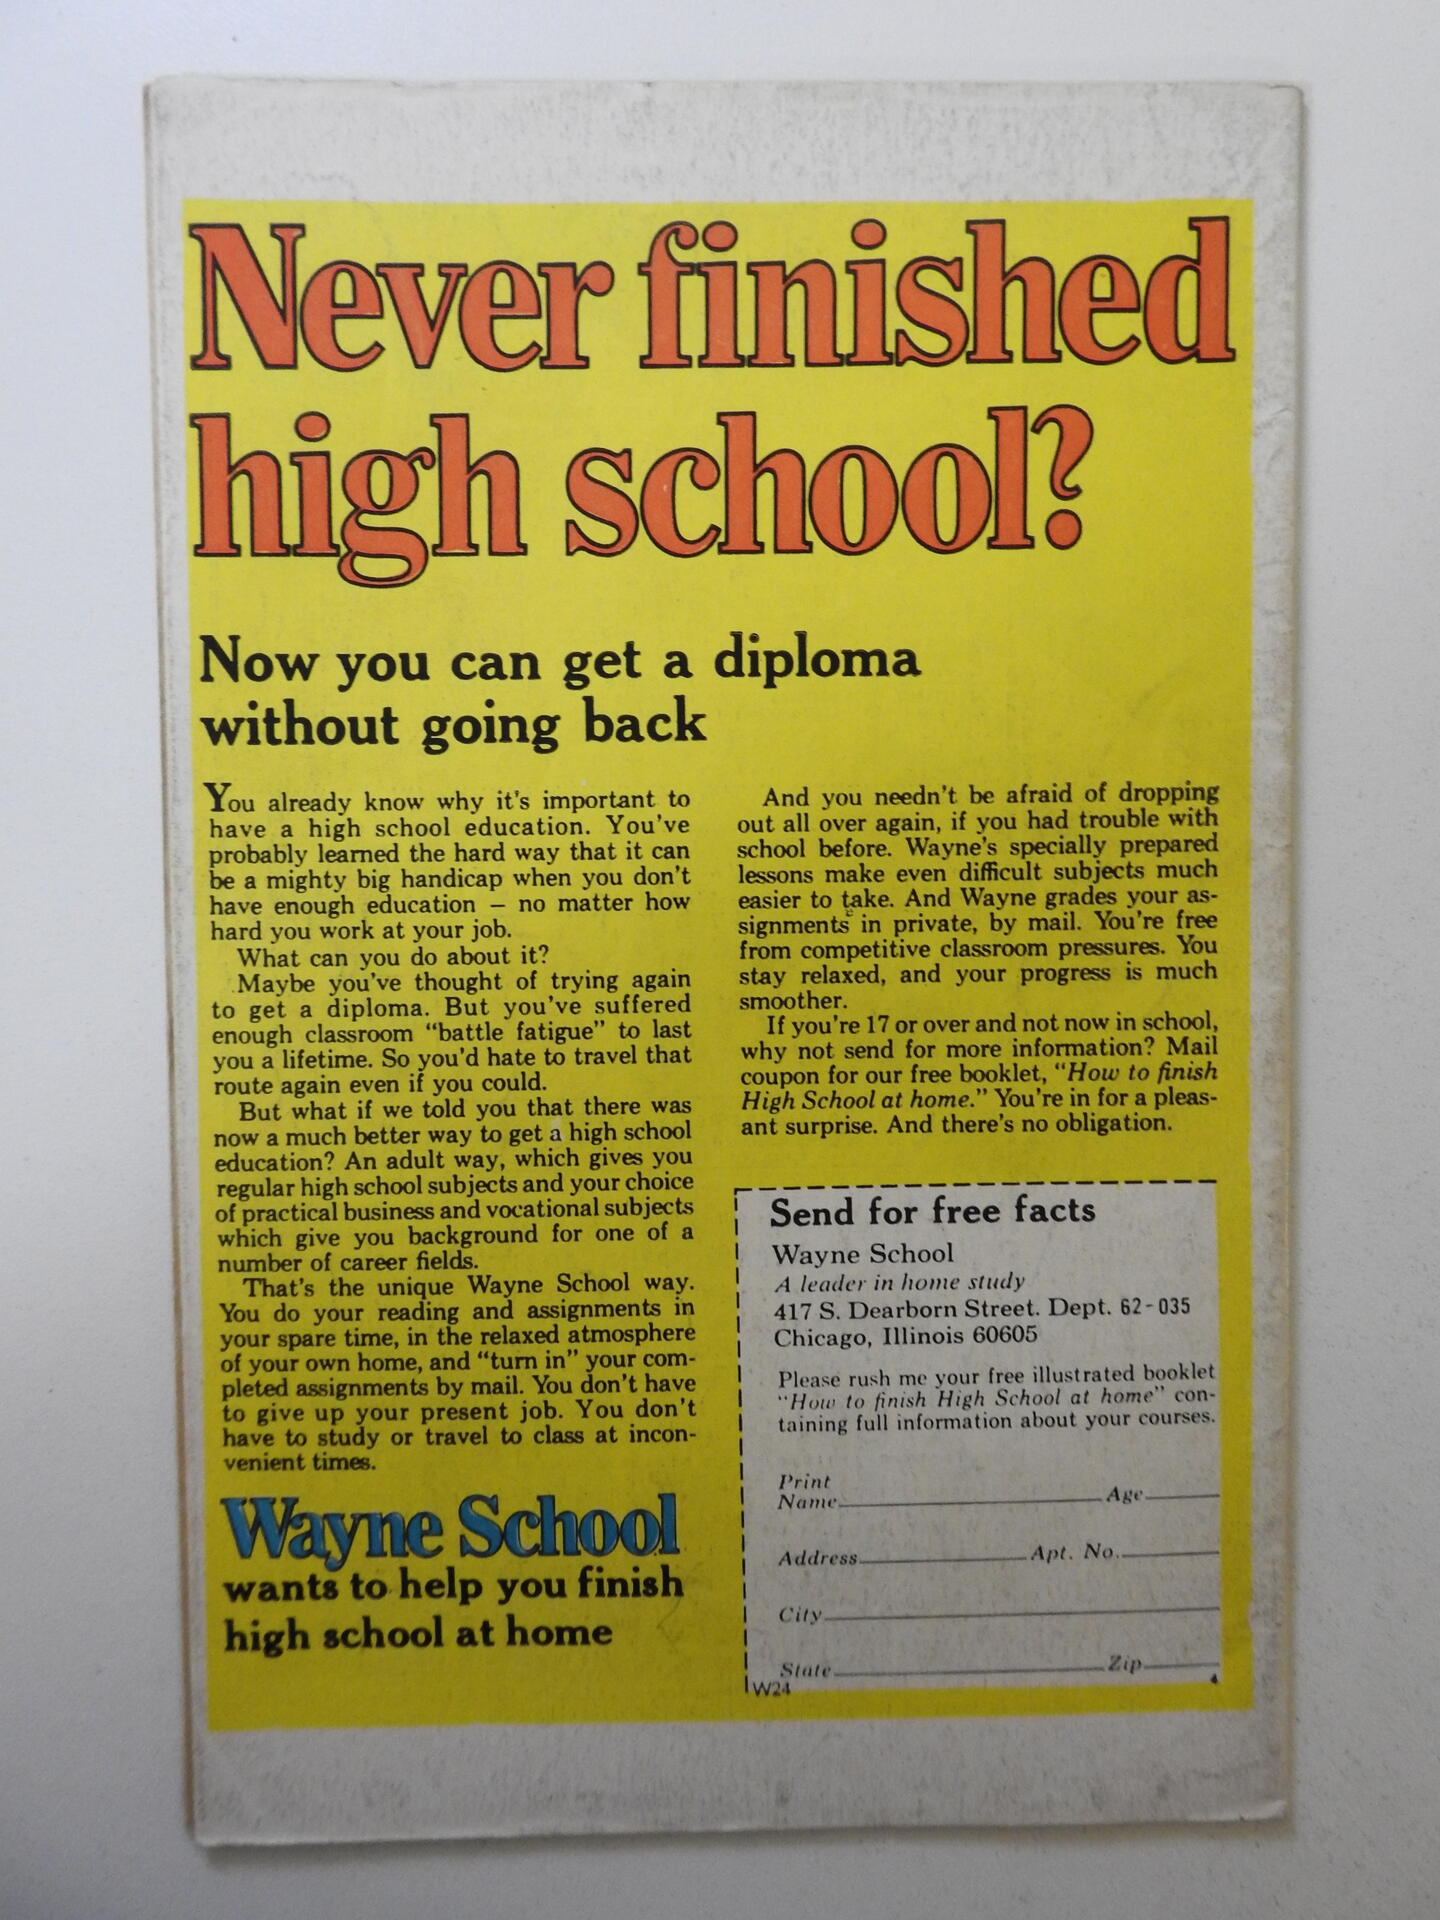 Never finished
high school?
Now you can get a diploma
without going back
You already know why it's important to
have a high school education. You've
probably learned the hard way that it can
be a mighty big handicap when you don't
have enough education – no matter how
hard you work at your job.
What can you do about it?
Maybe you've thought of trying again
to get a diploma. But you've suffered
enough classroom "battle fatigue" to last
you a lifetime. So you'd hate to travel that
route again even if you could.
But what if we told you that there was
now a much better way to get a high school
education? An adult way, which gives you
regular high school subjects and your choice
of practical business and vocational subjects
which give you background for one of a
number of career fields.
That's the unique Wayne School way.
You do your reading and assignments in
your spare time, in the relaxed atmosphere
of your own home, and "turn in" your com-
pleted assignments by mail. You don't have
to give up your present job. You don't
have to study or travel to class at incon-
venient times.
Wayne School
wants to help you finish
high school at home
And you needn't be afraid of dropping
out all over again, if you had trouble with
school before. Wayne's specially prepared
lessons make even difficult subjects much
easier to take. And Wayne grades your as-
signments in private, by mail. You're free
from competitive classroom pressures. You
stay relaxed, and your progress is much
smoother.
If you're 17 or over and not now in school,
why not send for more information? Mail
coupon for our free booklet, "How to finish
High School at home." You're in for a pleas-
ant surprise. And there's no obligation.
Send for free facts
Wayne School
A leader in home study
417 S. Dearborn Street. Dept. 62-035
Chicago, Illinois 60605
Please rush me your free illustrated booklet
"How to finish High School at home" con-
taining full information about your courses.
Print
Name Age
Address Apt. No.
City
State Zip
W24 4